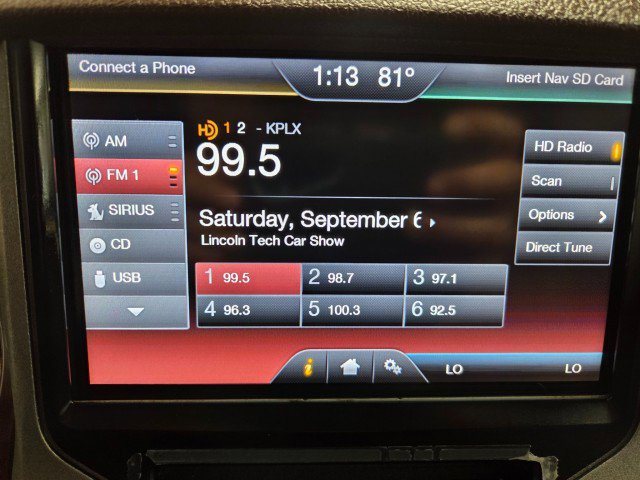 Connect a Phone
1:13 81°
Insert Nav SD Card
AM
FM 1
SIRIUS
CD
USB
HD 1 2 - KPLX
99.5
Saturday, September 6
Lincoln Tech Car Show
1 99.5
2 98.7
3 97.1
4 96.3
5 100.3
6 92.5
HD Radio
Scan
Options
Direct Tune
i
LO
LO